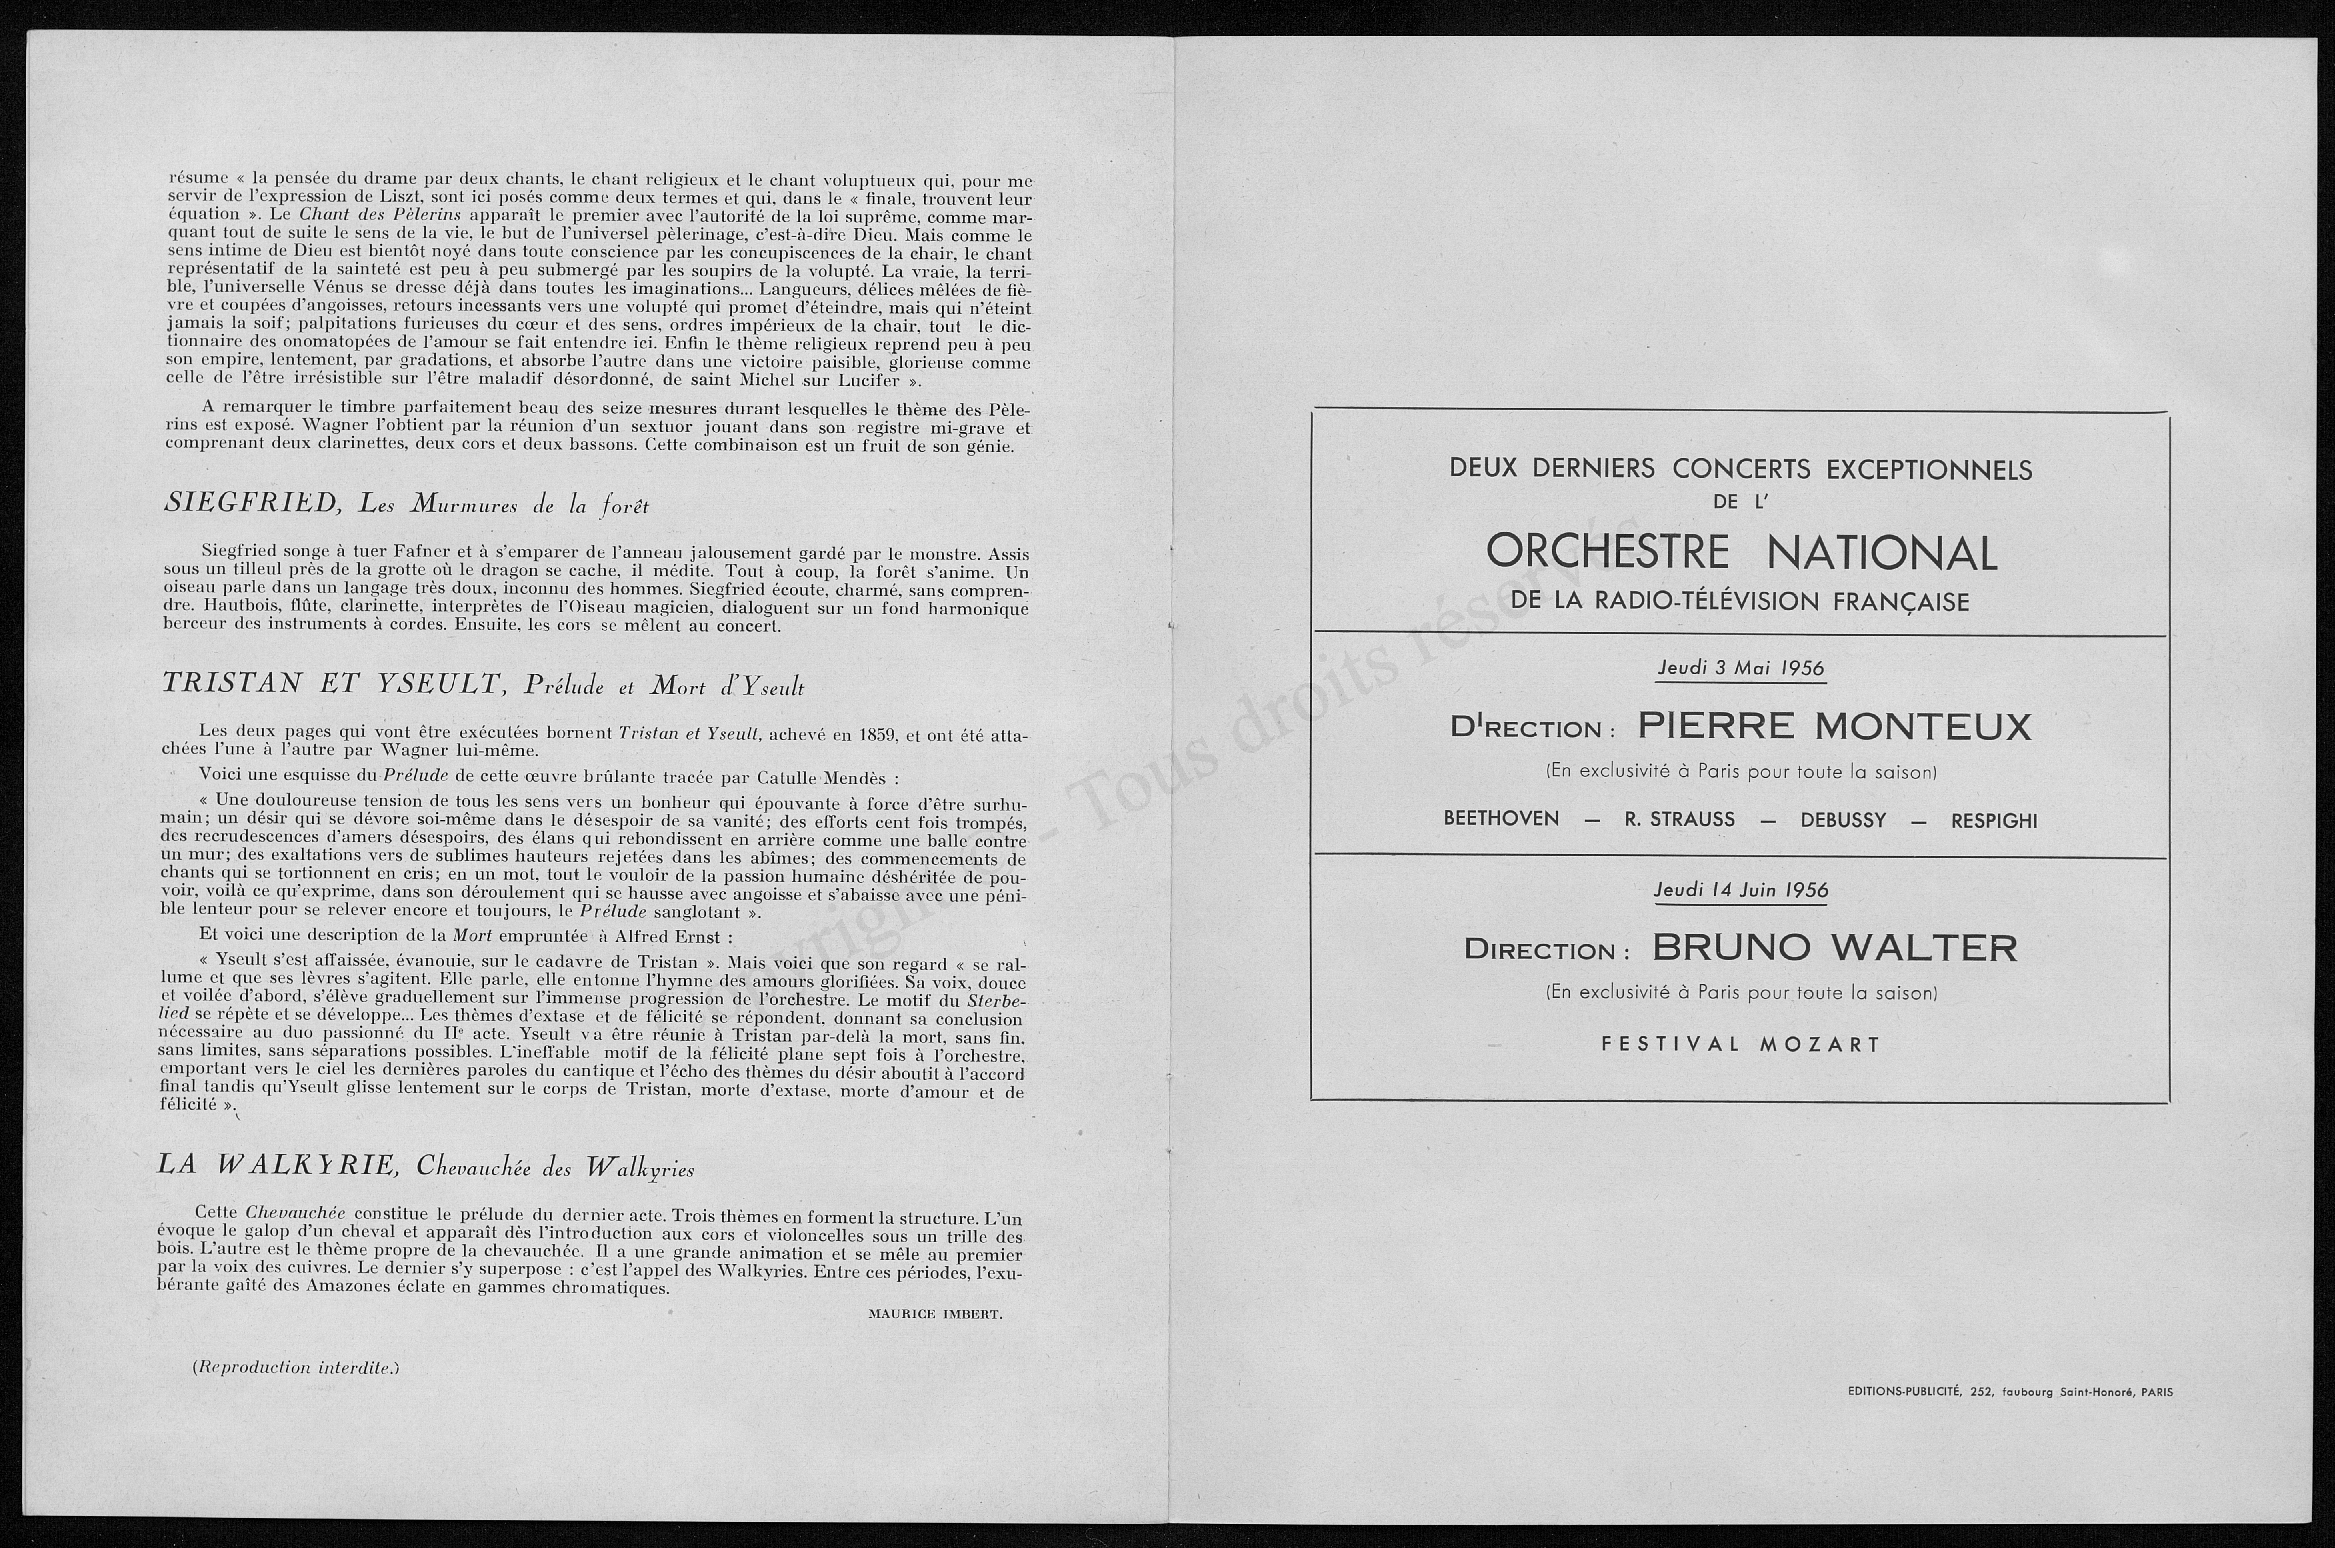 résume « la pensée du drame par deux chants, le chant religieux et le chant voluptueux qui, pour me
servir de l'expression de Liszt, sont ici posés comme deux termes et qui, dans le « finale, trouvent leur
équation ». Le Chant des Pèlerins apparaît le premier avec l'autorité de la loi suprême, comme mar-
quant tout de suite le sens de la vie, le but de l'universel pèlerinage, c'est-à-dire Dieu. Mais comme le
sens intime de Dieu est bientôt noyé dans toute conscience par les concupiscences de la chair, le chant
représentatif de la sainteté est peu à peu submergé par les soupirs de la volupté. La vraie, la terri-
ble, l'universelle Vénus se dresse déjà dans toutes les imaginations... Langueurs, délices mêlées de fiè-
vre et coupées d'angoisses, retours incessants vers une volupté qui promet d'éteindre, mais qui n'éteint
jamais la soif; palpitations furieuses du cœur et des sens, ordres impérieux de la chair, tout le dic-
tionnaire des onomatopées de l'amour se fait entendre ici. Enfin le thème religieux reprend peu à peu
son empire, lentement, par gradations, et absorbe l'autre dans une victoire paisible, glorieuse comme
celle de l'être irrésistible sur l'être maladif désordonné, de saint Michel sur Lucifer ».
A remarquer le timbre parfaitement beau des seize mesures durant lesquelles le thème des Pèle-
rins est exposé. Wagner l'obtient par la réunion d'un sextuor jouant dans son registre mi-grave et
comprenant deux clarinettes, deux cors et deux bassons. Cette combinaison est un fruit de son génie.
SIEGFRIED, Les Murmures de la forêt
Siegfried songe à tuer Fafner et à s'emparer de l'anneau jalousement gardé par le monstre. Assis
sous un tilleul près de la grotte où le dragon se cache, il médite. Tout à coup, la forêt s'anime. Un
oiseau parle dans un langage très doux, inconnu des hommes. Siegfried écoute, charmé, sans compren-
dre. Hautbois, flûte, clarinette, interprètes de l'Oiseau magicien, dialoguent sur un fond harmonique
berceur des instruments à cordes. Ensuite, les cors se mêlent au concert.
TRISTAN ET YSEULT, Prélude et Mort d'Yseult
Les deux pages qui vont être exécutées bornent Tristan et Yseult, achevé en 1859, et ont été atta-
chées l'une à l'autre par Wagner lui-même.
Voici une esquisse du Prélude de cette œuvre brûlante tracée par Catulle Mendès :
« Une douloureuse tension de tous les sens vers un bonheur qui épouvante à force d'être surhu-
main; un désir qui se dévore soi-même dans le désespoir de sa vanité; des efforts cent fois trompés,
des recrudescences d'amers désespoirs, des élans qui rebondissent en arrière comme une balle contre
un mur; des exaltations vers de sublimes hauteurs rejetées dans les abîmes; des commencements de
chants qui se tortionnent en cris; en un mot, tout le vouloir de la passion humaine déshéritée de pou-
voir, voilà ce qu'exprime, dans son déroulement qui se hausse avec angoisse et s'abaisse avec une péni-
ble lenteur pour se relever encore et toujours, le Prélude sanglotant ».
Et voici une description de la Mort empruntée à Alfred Ernst :
« Yseult s'est affaissée, évanouie, sur le cadavre de Tristan ». Mais voici que son regard « se ral-
lume et que ses lèvres s'agitent. Elle parle, elle entonne l'hymne des amours glorifiées. Sa voix, douce
et voilée d'abord, s'élève graduellement sur l'immense progression de l'orchestre. Le motif du Sterbe-
lied se répète et se développe... Les thèmes d'extase et de félicité se répondent, donnant sa conclusion
nécessaire au duo passionné du IIe acte. Yseult va être réunie à Tristan par-delà la mort, sans fin,
sans limites, sans séparations possibles. L'ineffable motif de la félicité plane sept fois à l'orchestre,
emportant vers le ciel les dernières paroles du cantique et l'écho des thèmes du désir aboutit à l'accord
final tandis qu'Yseult glisse lentement sur le corps de Tristan, morte d'extase, morte d'amour et de
félicité ».
LA WALKYRIE, Chevauchée des Walkyries
Cette Chevauchée constitue le prélude du dernier acte. Trois thèmes en forment la structure. L'un
évoque le galop d'un cheval et apparaît dès l'introduction aux cors et violoncelles sous un trille des
bois. L'autre est le thème propre de la chevauchée. Il a une grande animation et se mêle au premier
par la voix des cuivres. Le dernier s'y superpose : c'est l'appel des Walkyries. Entre ces périodes, l'exu-
bérante gaîté des Amazones éclate en gammes chromatiques.
MAURICE IMBERT.
(Reproduction interdite.)
DEUX DERNIERS CONCERTS EXCEPTIONNELS
DE L'
ORCHESTRE NATIONAL
DE LA RADIO-TÉLÉVISION FRANÇAISE
Jeudi 3 Mai 1956
DIRECTION : PIERRE MONTEUX
(En exclusivité à Paris pour toute la saison)
BEETHOVEN — R. STRAUSS — DEBUSSY — RESPIGHI
Jeudi 14 Juin 1956
DIRECTION : BRUNO WALTER
(En exclusivité à Paris pour toute la saison)
FESTIVAL MOZART
EDITIONS-PUBLICITÉ, 252, faubourg Saint-Honoré, PARIS
Copyright - Tous droits réservés